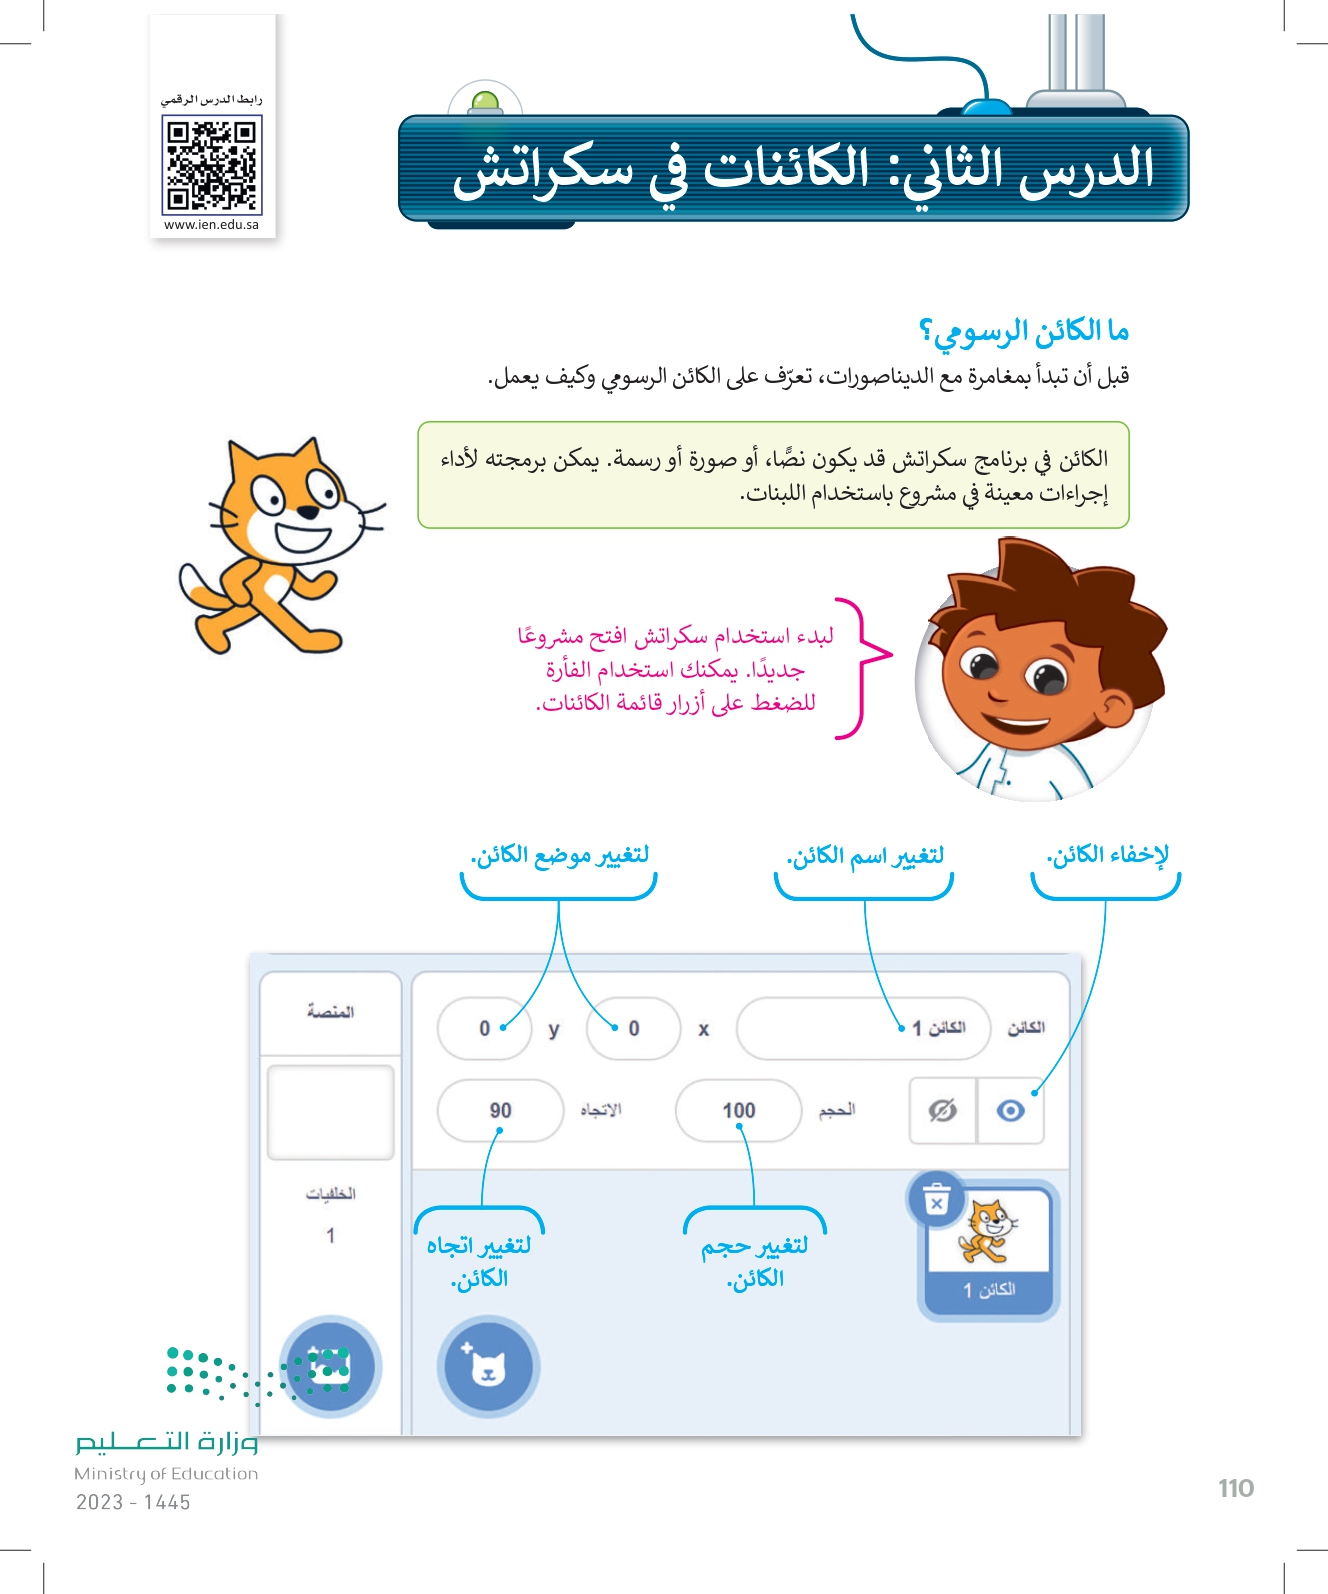 رابط الدرس الرقمي
www.ien.edu.sa
الدرس الثاني: الكائنات في سكراتش
ما الكائن الرسومي؟
قبل أن تبدأ بمغامرة مع الديناصورات، تعرّف على الكائن الرسومي وكيف يعمل.
الكائن في برنامج سكراتش قد يكون نصًّا، أو صورة أو رسمة. يمكن برمجته لأداء
إجراءات معينة في مشروع باستخدام اللبنات.
لبدء استخدام سكراتش افتح مشروعًا
جديدًا. يمكنك استخدام الفأرة
للضغط على أزرار قائمة الكائنات.
لإخفاء الكائن.
لتغيير اسم الكائن.
لتغيير موضع الكائن.
الكائن
الكائن 1
x
0
y
0
المنصة
الحجم
100
الاتجاه
90
الخلفيات
1
لتغيير حجم
الكائن.
لتغيير اتجاه
الكائن.
الكائن 1
وزارة التعليم
Ministry of Education
2023 - 1445
110